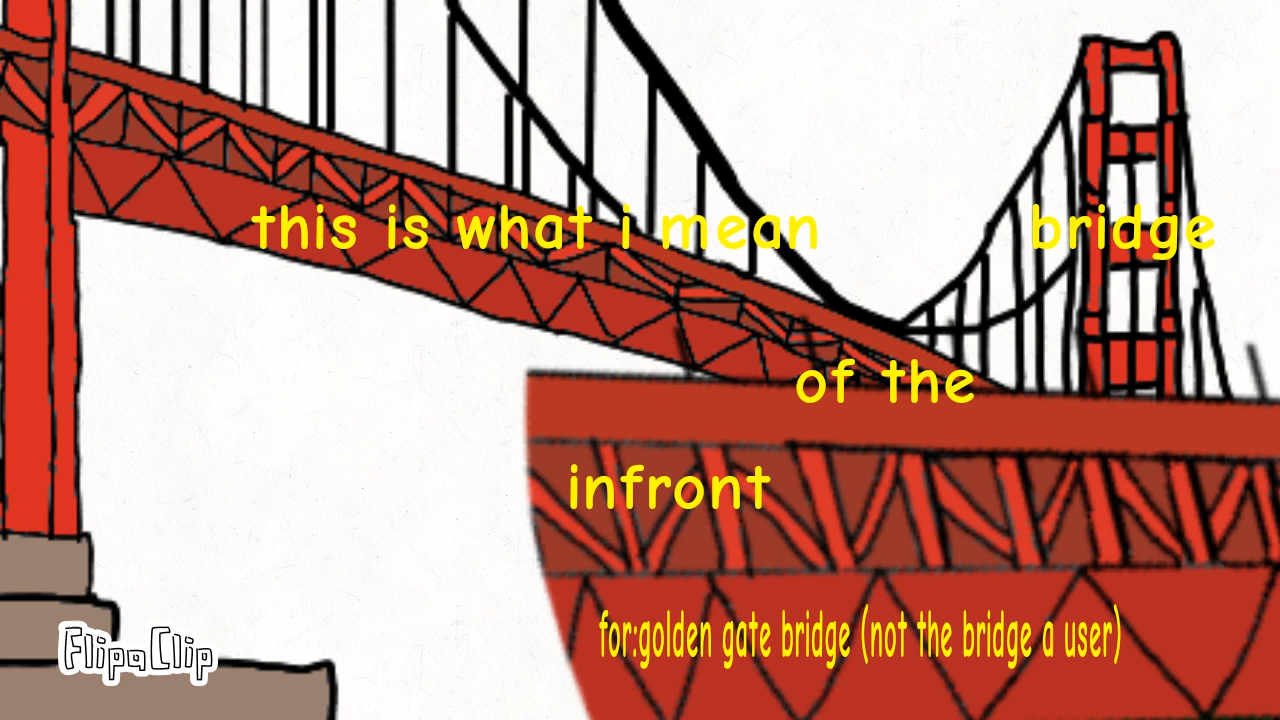 this is what i mean bridge
of the
infront
for:golden gate bridge (not the bridge a user)
FlipaClip